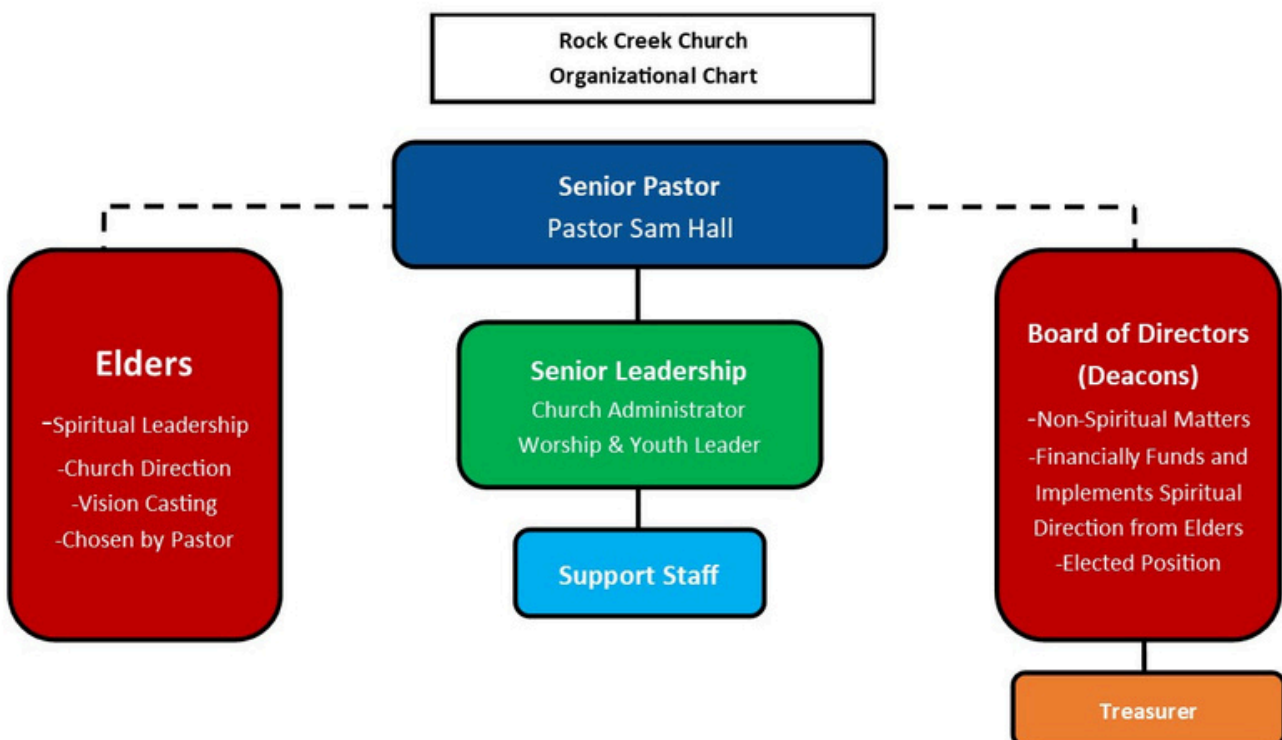 Rock Creek Church
Organizational Chart
Senior Pastor
Pastor Sam Hall
Elders
-Spiritual Leadership
-Church Direction
-Vision Casting
-Chosen by Pastor
Senior Leadership
Church Administrator
Worship & Youth Leader
Support Staff
Board of Directors
(Deacons)
-Non-Spiritual Matters
-Financially Funds and
Implements Spiritual
Direction from Elders
-Elected Position
Treasurer